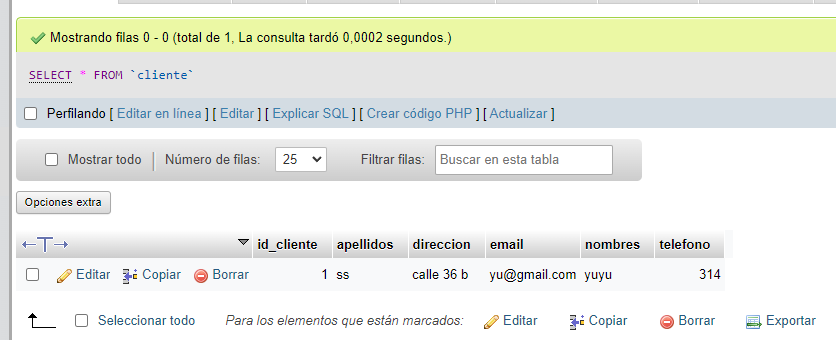 Mostrando filas 0 - 0 (total de 1, La consulta tardó 0,0002 segundos.)
SELECT * FROM `cliente`
Perfilando [ Editar en línea ] [ Editar ] [ Explicar SQL ] [ Crear código PHP ] [ Actualizar ]
Mostrar todo | Número de filas: 25 Filtrar filas: Buscar en esta tabla
Opciones extra
←T→ id_cliente apellidos direccion email nombres telefono
Editar Copiar Borrar 1 ss calle 36 b yu@gmail.com yuyu 314
Seleccionar todo Para los elementos que están marcados: Editar Copiar Borrar Exportar